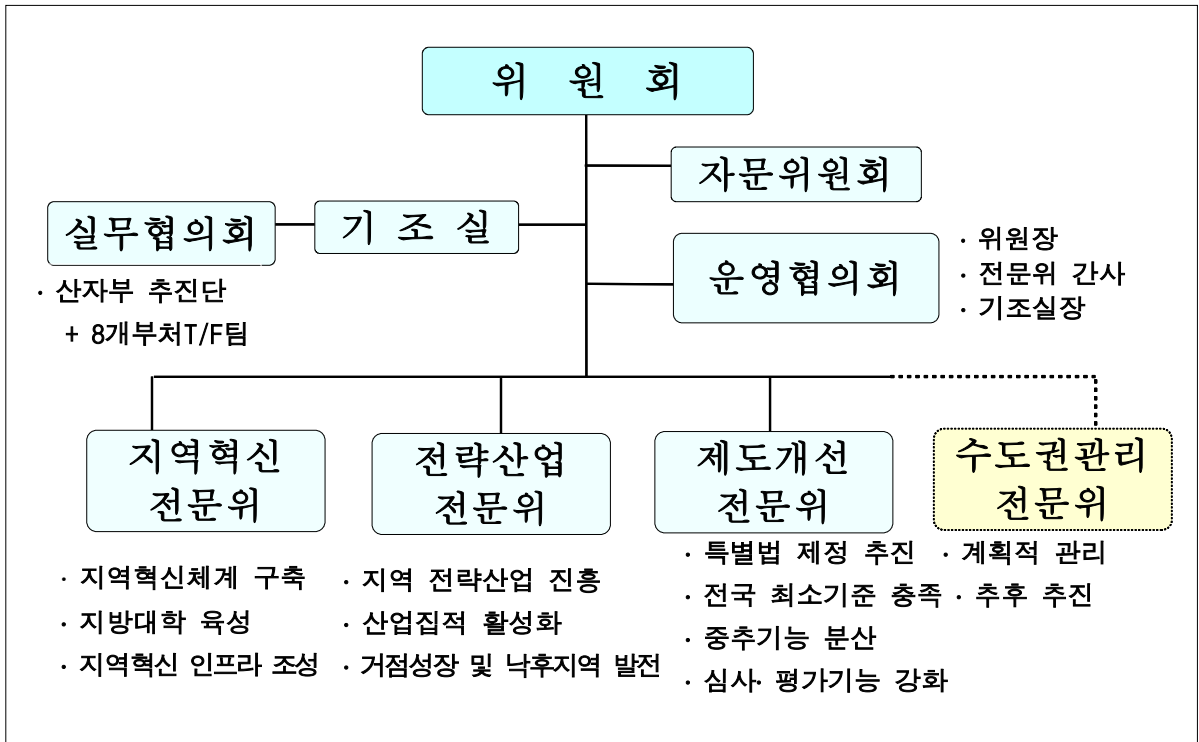 위 원 회
자문위원회
실무협의회
기 조 실
운영협의회
· 위원장
· 전문위 간사
· 기조실장
· 산자부 추진단
+ 8개부처T/F팀
지역혁신
전문위
전략산업
전문위
제도개선
전문위
수도권관리
전문위
· 지역혁신체계 구축
· 지방대학 육성
· 지역혁신 인프라 조성
· 지역 전략산업 진흥
· 산업집적 활성화
· 거점성장 및 낙후지역 발전
· 특별법 제정 추진
· 전국 최소기준 충족
· 중추기능 분산
· 심사· 평가기능 강화
· 계획적 관리
· 추후 추진